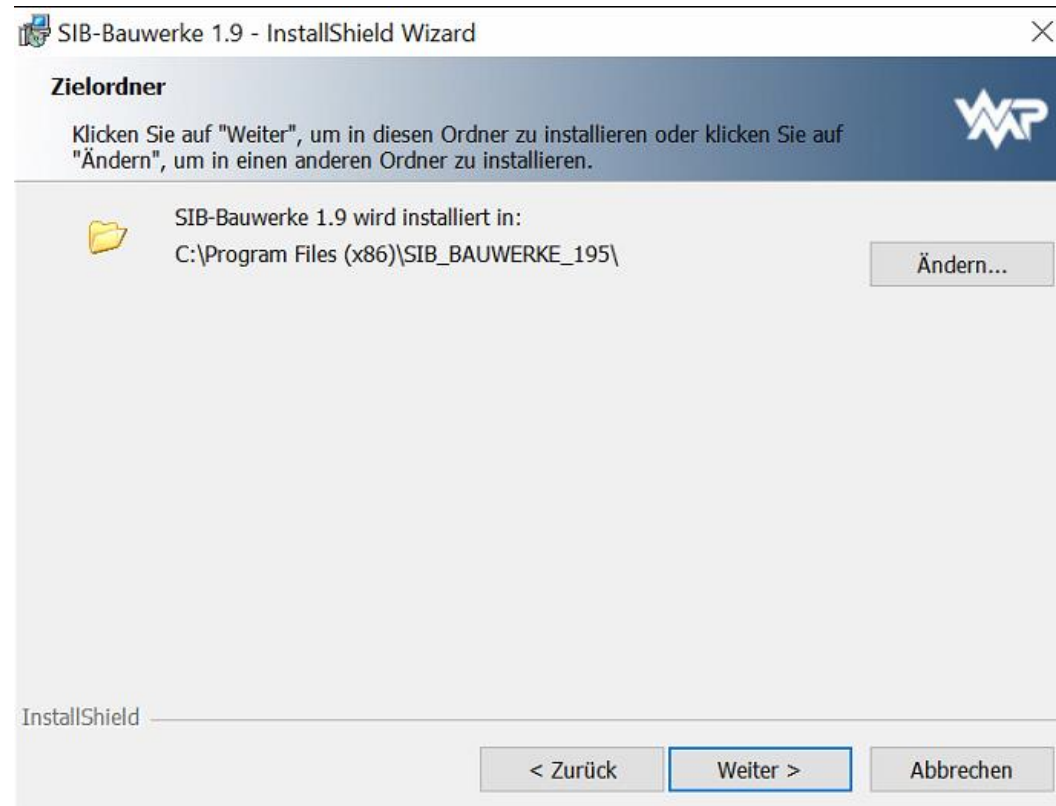 SIB-Bauwerke 1.9 - InstallShield Wizard
Zielordner
Klicken Sie auf "Weiter", um in diesen Ordner zu installieren oder klicken Sie auf
"Ändern", um in einen anderen Ordner zu installieren.
WMP
SIB-Bauwerke 1.9 wird installiert in:
C:\Program Files (x86)\SIB_BAUWERKE_195\
Ändern...
InstallShield
< Zurück
Weiter >
Abbrechen